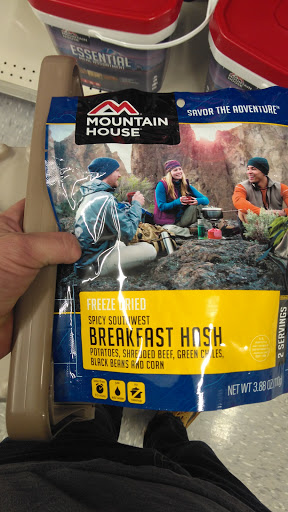 ESSENTIAL
SAVOR THE ADVENTURE
MOUNTAIN
HOUSE
FREEZE DRIED
SPICY SOUTHWEST
BREAKFAST HASH
POTATOES, SHREDDED BEEF, GREEN CHILES,
BLACK BEANS AND CORN
2 SERVINGS
NET WT 3.88 OZ